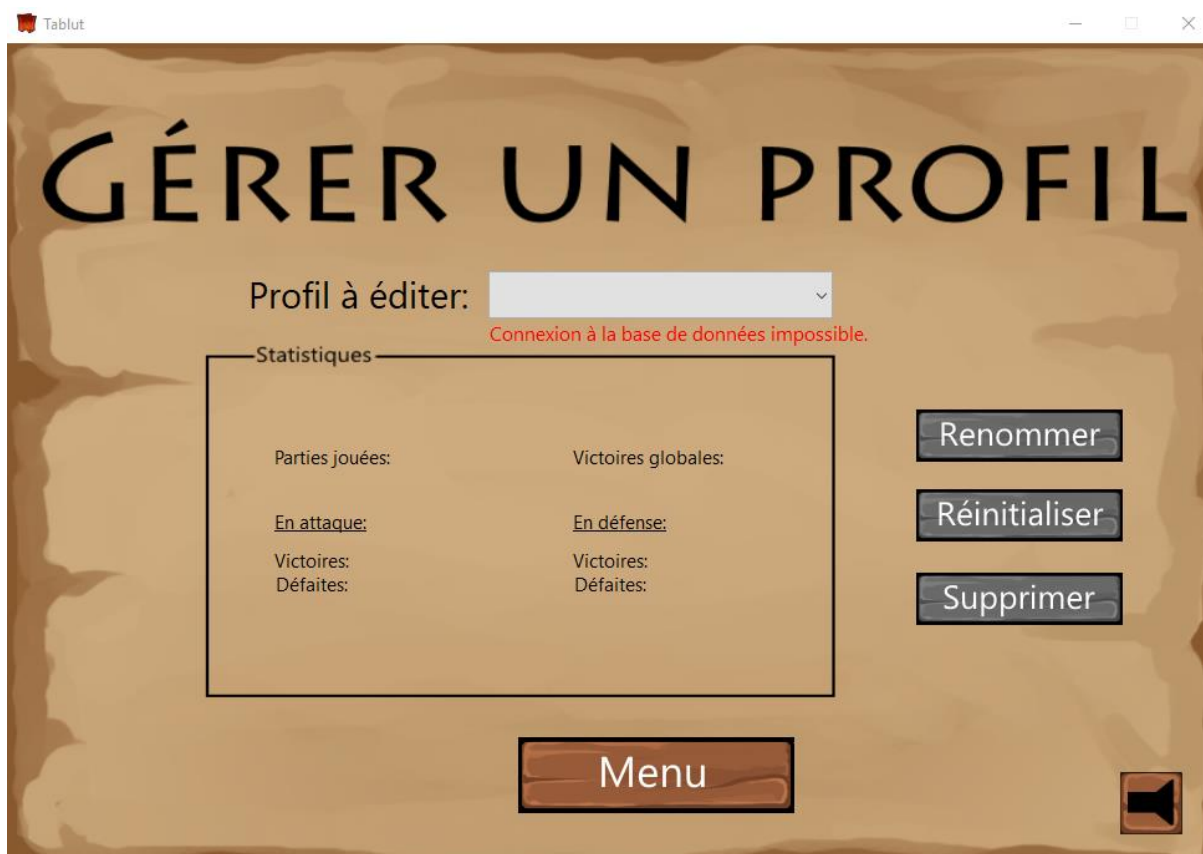 Tablut
GÉRER UN PROFIL
Profil à éditer:
Connexion à la base de données impossible.
Statistiques
Parties jouées:
Victoires globales:
En attaque:
En défense:
Victoires:
Victoires:
Défaites:
Défaites:
Renommer
Réinitialiser
Supprimer
Menu